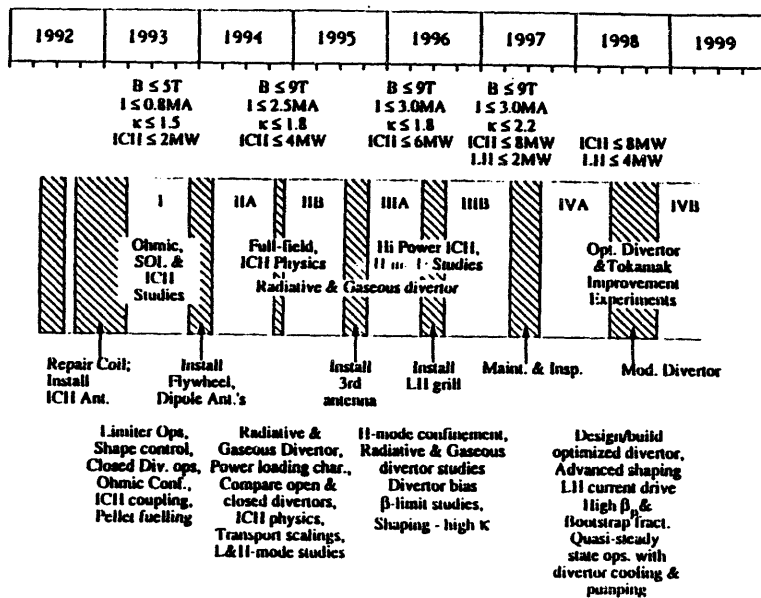 1992 1993 1994 1995 1996 1997 1998 1999
B ≤ 5T
I ≤ 0.8MA
κ ≤ 1.5
ICH ≤ 2MW
B ≤ 9T
I ≤ 2.5MA
κ ≤ 1.8
ICH ≤ 4MW
B ≤ 9T
I ≤ 3.0MA
κ ≤ 1.8
ICH ≤ 6MW
B ≤ 9T
I ≤ 3.0MA
κ ≤ 2.2
ICH ≤ 8MW
LH ≤ 2MW
ICH ≤ 8MW
LH ≤ 4MW
I IIA IIB IIIA IIIB IVA IVB
Ohmic,
SOL &
ICH
Studies
Full-field,
ICH Physics
Hi Power ICH,
Studies
Radiative & Gaseous divertor
Opt. Divertor
& Tokamak
Improvement
Experiments
Repair Coil;
Install
ICH Ant.
Install
Flywheel,
Dipole Ant.'s
Install
3rd
antenna
Install
LH grill
Maint. & Insp.
Mod. Divertor
Limiter Ops,
Shape control,
Closed Div. ops,
Ohmic Conf.,
ICH coupling,
Pellet fuelling
Radiative &
Gaseous Divertor,
Power loading char.,
Compare open &
closed divertors,
ICH physics,
Transport scalings,
L&H-mode studies
H-mode confinement,
Radiative & Gaseous
divertor studies
Divertor bias
β-limit studies,
Shaping - high κ
Design/build
optimized divertor,
Advanced shaping
LH current drive
High βp &
Bootstrap fract.
Quasi-steady
state ops. with
divertor cooling &
pumping